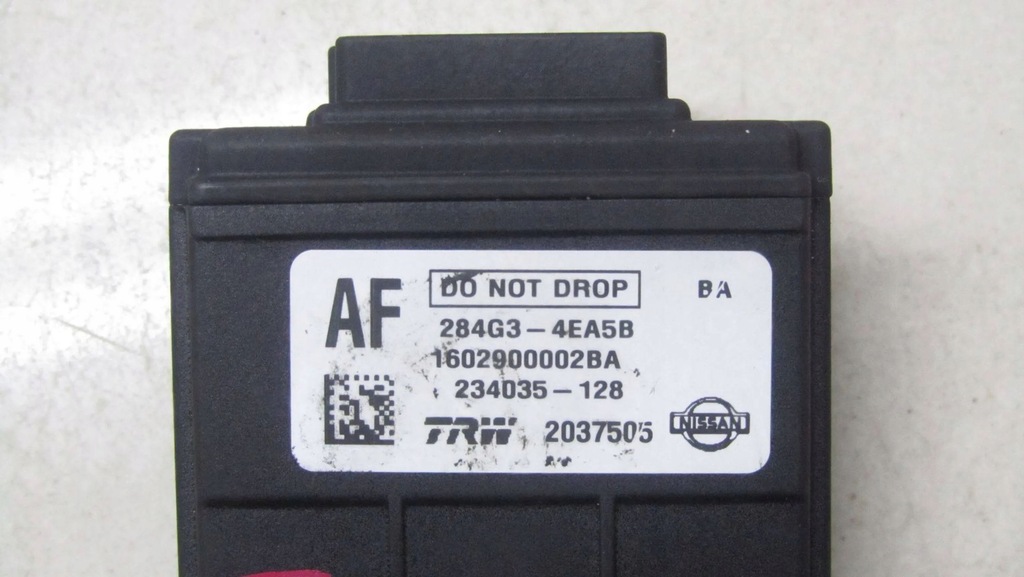 AF DO NOT DROP BA
284G3-4EA5B
1602900002BA
234035-128
TRW 2037505 NISSAN